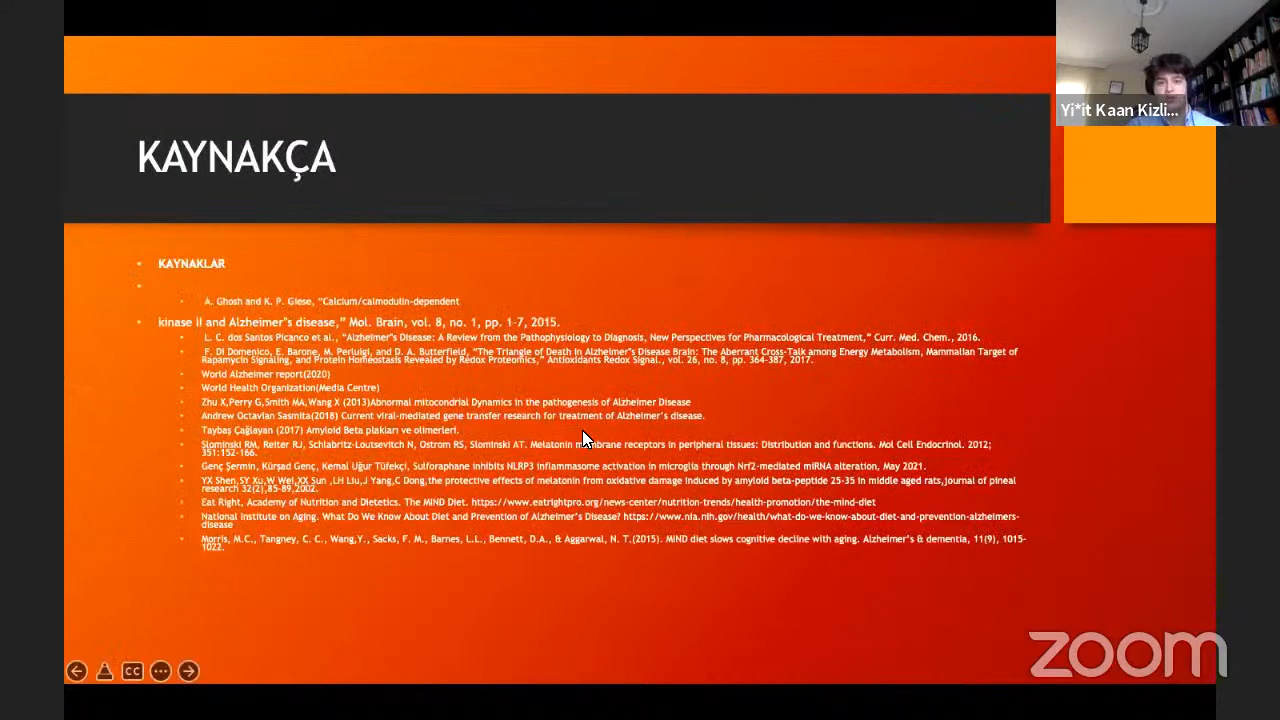 Yi*it Kaan Kizli...
KAYNAKÇA
KAYNAKLAR
A. Ghosh and K. P. Giese, “Calcium/calmodulin-dependent
kinase II and Alzheimer"s disease,” Mol. Brain, vol. 8, no. 1, pp. 1–7, 2015.
L. C. dos Santos Picanco et al., “Alzheimer"s Disease: A Review from the Pathophysiology to Diagnosis, New Perspectives for Pharmacological Treatment,” Curr. Med. Chem., 2016.
F. Di Domenico, E. Barone, M. Perluigi, and D. A. Butterfield, “The Triangle of Death in Alzheimer"s Disease Brain: The Aberrant Cross-Talk among Energy Metabolism, Mammalian Target of
Rapamycin Signaling, and Protein Homeostasis Revealed by Redox Proteomics,” Antioxidants Redox Signal., vol. 26, no. 8, pp. 364–387, 2017.
World Alzheimer report(2020)
World Health Organization(Media Centre)
Zhu X,Perry G,Smith MA,Wang X (2013)Abnormal mitocondrial Dynamics in the pathogenesis of Alzheimer Disease
Andrew Octavian Sasmita(2018) Current viral-mediated gene transfer research for treatment of Alzheimer’s disease.
Taybaş Çağlayan (2017) Amyloid Beta plakları ve olimerleri.
Slominski RM, Reiter RJ, Schlabritz-Loutsevitch N, Ostrom RS, Slominski AT. Melatonin membrane receptors in peripheral tissues: Distribution and functions. Mol Cell Endocrinol. 2012;
351:152-166.
Genç Şermin, Kürşad Genç, Kemal Uğur Tüfekçi, Sulforaphane inhibits NLRP3 inflammasome activation in microglia through Nrf2-mediated miRNA alteration, May 2021.
YX Shen,SY Xu,W Wei,XX Sun ,LH Liu,J Yang,C Dong,the protective effects of melatonin from oxidative damage induced by amyloid beta-peptide 25-35 in middle aged rats,journal of pineal
research 32(2),85-89,2002.
Eat Right, Academy of Nutrition and Dietetics. The MIND Diet. https://www.eatrightpro.org/news-center/nutrition-trends/health-promotion/the-mind-diet
National Institute on Aging. What Do We Know About Diet and Prevention of Alzheimer’s Disease? https://www.nia.nih.gov/health/what-do-we-know-about-diet-and-prevention-alzheimers-
disease
Morris, M.C., Tangney, C. C., Wang,Y., Sacks, F. M., Barnes, L.L., Bennett, D.A., & Aggarwal, N. T.(2015). MIND diet slows cognitive decline with aging. Alzheimer’s & dementia, 11(9), 1015-
1022.
CC
zoom